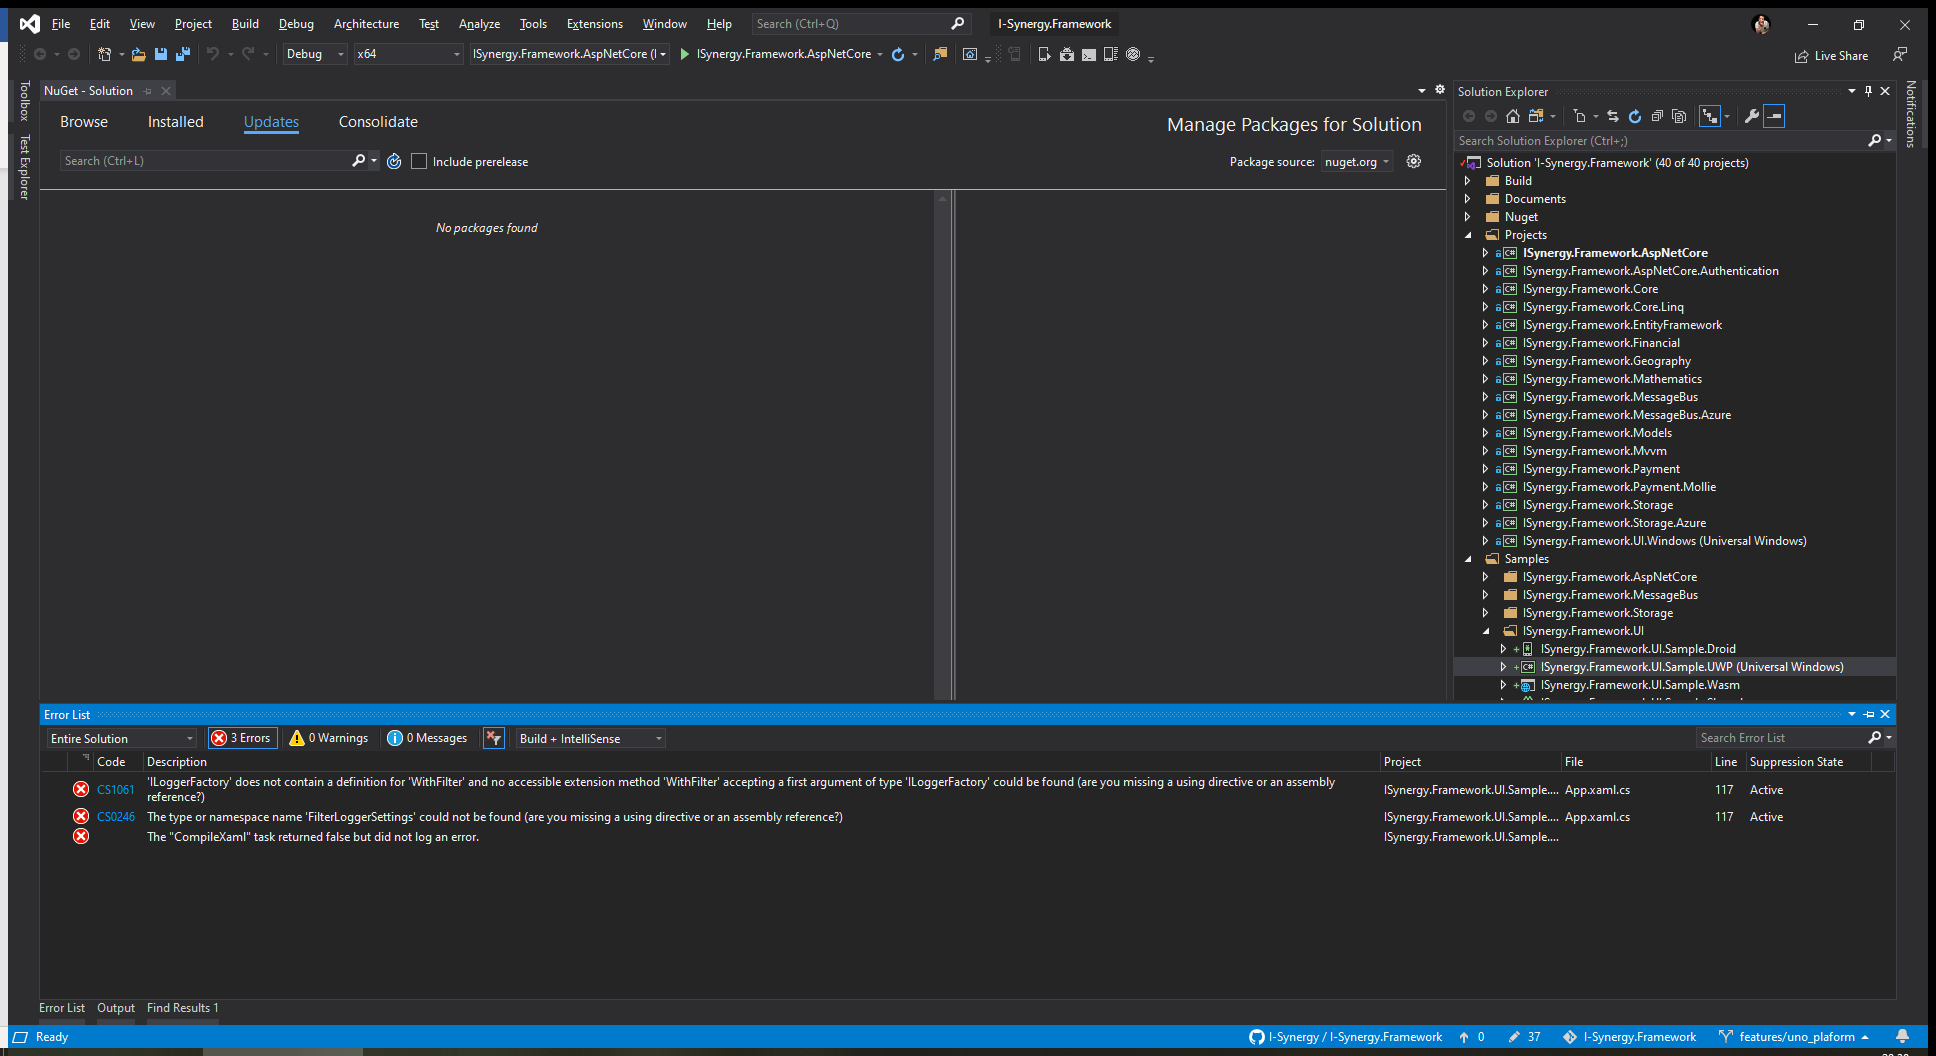 File Edit View Project Build Debug Architecture Test Analyze Tools Extensions Window Help Search (Ctrl+Q) I-Synergy.Framework
Debug x64 ISynergy.Framework.AspNetCore (I ISynergy.Framework.AspNetCore Live Share
Toolbox
Test Explorer
NuGet - Solution
Browse Installed Updates Consolidate
Manage Packages for Solution
Search (Ctrl+L) Include prerelease
Package source: nuget.org
No packages found
Solution Explorer
Search Solution Explorer (Ctrl+;)
Solution 'I-Synergy.Framework' (40 of 40 projects)
Build
Documents
Nuget
Projects
ISynergy.Framework.AspNetCore
ISynergy.Framework.AspNetCore.Authentication
ISynergy.Framework.Core
ISynergy.Framework.Core.Linq
ISynergy.Framework.EntityFramework
ISynergy.Framework.Financial
ISynergy.Framework.Geography
ISynergy.Framework.Mathematics
ISynergy.Framework.MessageBus
ISynergy.Framework.MessageBus.Azure
ISynergy.Framework.Models
ISynergy.Framework.Mvvm
ISynergy.Framework.Payment
ISynergy.Framework.Payment.Mollie
ISynergy.Framework.Storage
ISynergy.Framework.Storage.Azure
ISynergy.Framework.UI.Windows (Universal Windows)
Samples
ISynergy.Framework.AspNetCore
ISynergy.Framework.MessageBus
ISynergy.Framework.Storage
ISynergy.Framework.UI
ISynergy.Framework.UI.Sample.Droid
ISynergy.Framework.UI.Sample.UWP (Universal Windows)
ISynergy.Framework.UI.Sample.Wasm
Notifications
Error List
Entire Solution 3 Errors 0 Warnings 0 Messages Build + IntelliSense Search Error List
Code Description Project File Line Suppression State
CS1061 'ILoggerFactory' does not contain a definition for 'WithFilter' and no accessible extension method 'WithFilter' accepting a first argument of type 'ILoggerFactory' could be found (are you missing a using directive or an assembly
reference?) ISynergy.Framework.UI.Sample.... App.xaml.cs 117 Active
CS0246 The type or namespace name 'FilterLoggerSettings' could not be found (are you missing a using directive or an assembly reference?) ISynergy.Framework.UI.Sample.... App.xaml.cs 117 Active
The "CompileXaml" task returned false but did not log an error. ISynergy.Framework.UI.Sample....
Error List Output Find Results 1
Ready I-Synergy / I-Synergy.Framework 0 37 I-Synergy.Framework features/uno_plaform